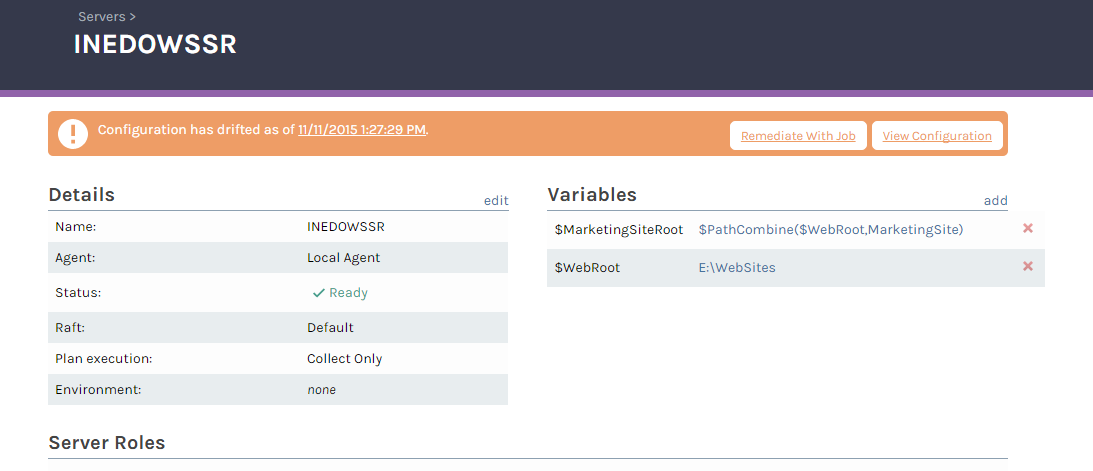 Servers >
INEDOWSSR
Configuration has drifted as of 11/11/2015 1:27:29 PM.
Remediate With Job
View Configuration
Details
edit
Name: INEDOWSSR
Agent: Local Agent
Status: Ready
Raft: Default
Plan execution: Collect Only
Environment: none
Variables
add
$MarketingSiteRoot $PathCombine($WebRoot,MarketingSite)
$WebRoot E:\WebSites
Server Roles